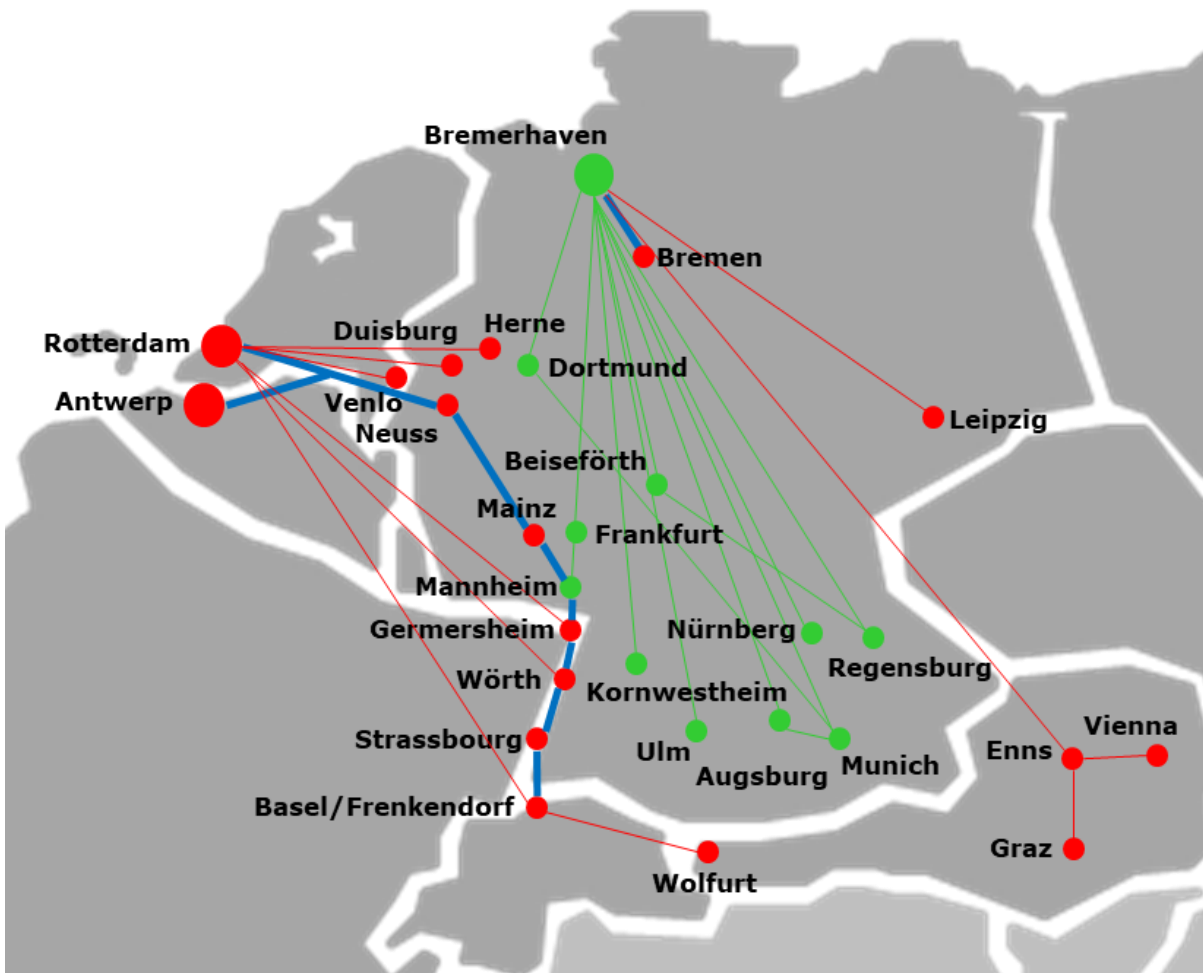 Bremerhaven
Bremen
Rotterdam
Duisburg
Herne
Dortmund
Antwerp
Venlo
Neuss
Leipzig
Beiseförth
Mainz
Frankfurt
Mannheim
Germersheim
Nürnberg
Regensburg
Wörth
Kornwestheim
Strassbourg
Ulm
Augsburg
Munich
Enns
Vienna
Basel/Frenkendorf
Graz
Wolfurt